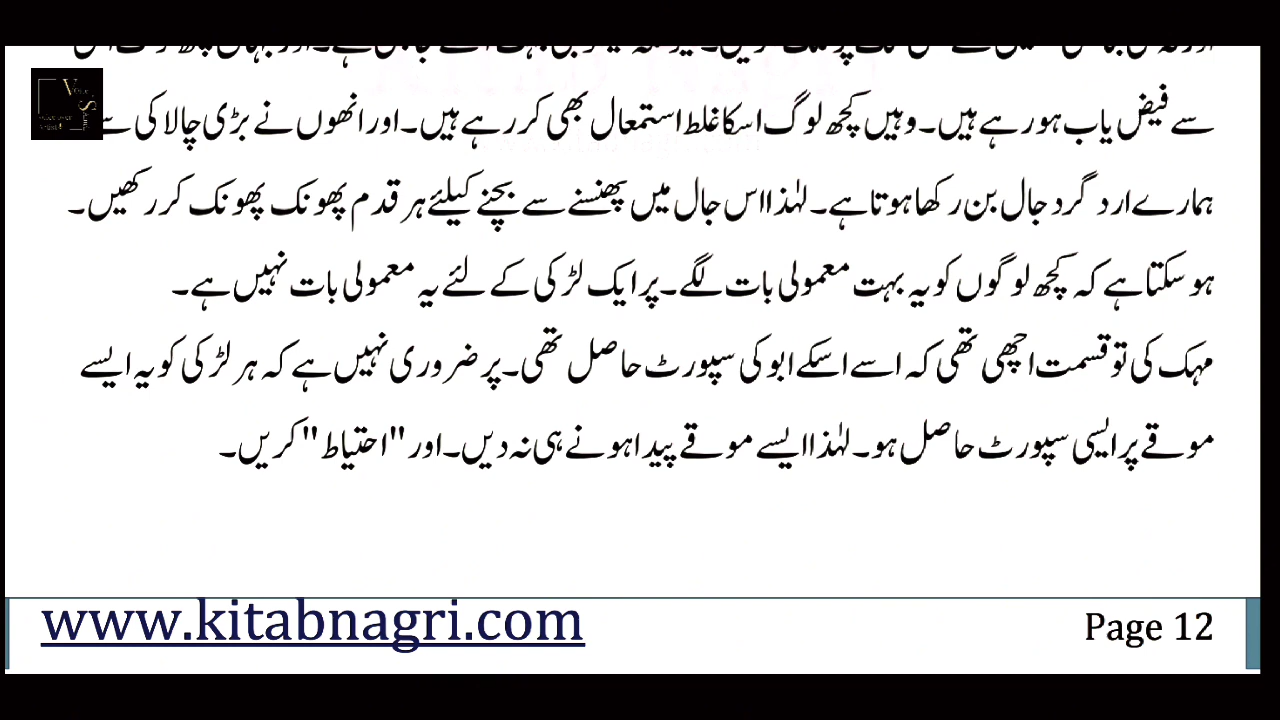 سے فیض یاب ہو رہے ہیں۔ وہیں کچھ لوگ اسکا غلط استمعال بھی کر رہے ہیں۔ اور انھوں نے بڑی چالاکی سے
ہمارے ارد گرد جال بن رکھا ہوتا ہے۔ لہٰذا اس جال میں پھنسنے سے بچنے کیلئے ہر قدم پھونک پھونک کر رکھیں۔
ہو سکتا ہے کہ کچھ لوگوں کو یہ بہت معمولی بات لگے۔ پر ایک لڑکی کے لئے یہ معمولی بات نہیں ہے۔
مہک کی تو قسمت اچھی تھی کہ اسے اسکے ابو کی سپورٹ حاصل تھی۔ پر ضروری نہیں ہے کہ ہر لڑکی کو یہ ایسے
موقعے پر ایسی سپورٹ حاصل ہو۔ لہٰذا ایسے موقعے پیدا ہونے ہی نہ دیں۔ اور "احتیاط" کریں۔
www.kitabnagri.com
Page 12